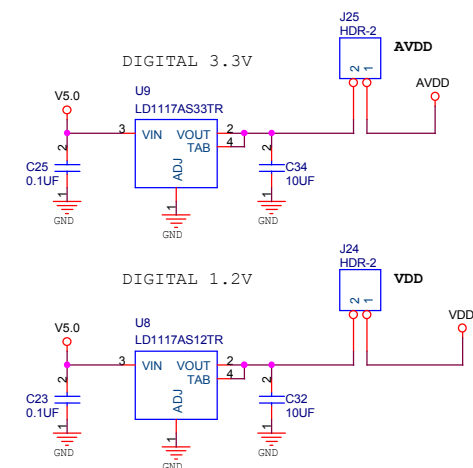 J25
HDR-2
AVDD
DIGITAL 3.3V
2 1
AVDD
U9
V5.0
LD1117AS33TR
3 VIN VOUT 2
TAB 4
2
2
ADJ
C25
0.1UF
C34
10UF
1
1
1
GND
GND
GND
J24
HDR-2
VDD
DIGITAL 1.2V
2 1
VDD
U8
V5.0
LD1117AS12TR
3 VIN VOUT 2
TAB 4
2
2
ADJ
C23
0.1UF
C32
10UF
1
1
1
GND
GND
GND